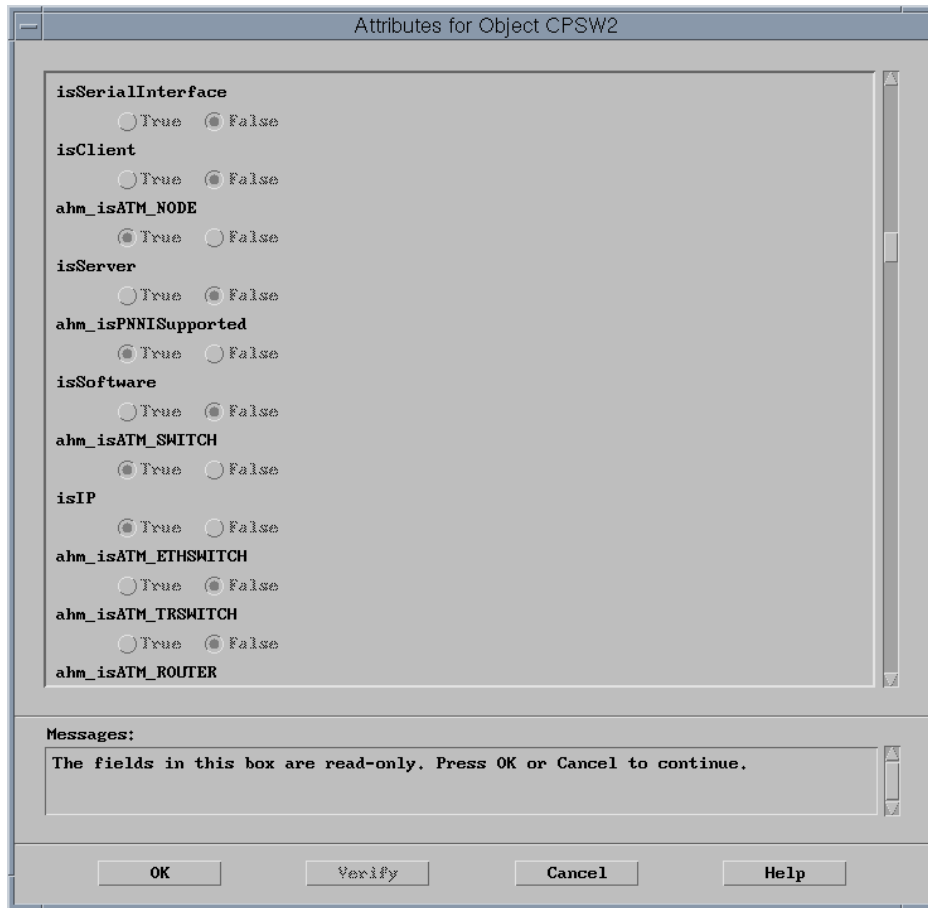 Attributes for Object CPSW2
isSerialInterface
True False
isClient
True False
ahm_isATM_NODE
True False
isServer
True False
ahm_isPNNISupported
True False
isSoftware
True False
ahm_isATM_SWITCH
True False
isIP
True False
ahm_isATM_ETHSWITCH
True False
ahm_isATM_TRSWITCH
True False
ahm_isATM_ROUTER
Messages:
The fields in this box are read-only. Press OK or Cancel to continue.
OK Verify Cancel Help